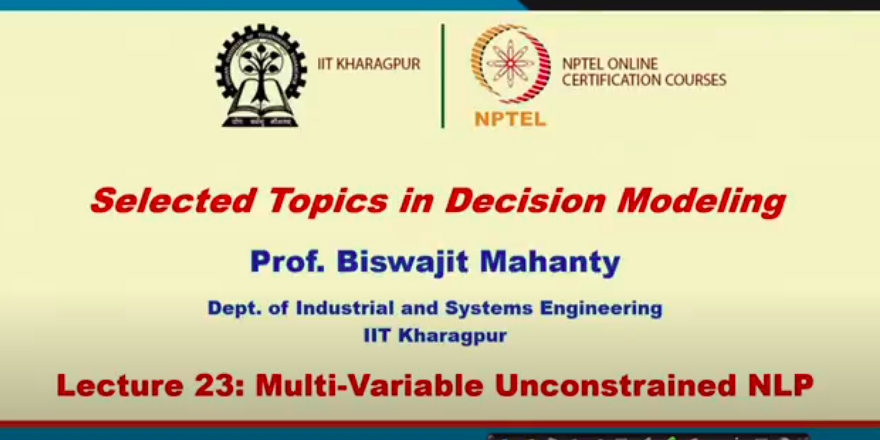 IIT KHARAGPUR
NPTEL ONLINE
CERTIFICATION COURSES
NPTEL
Selected Topics in Decision Modeling
Prof. Biswajit Mahanty
Dept. of Industrial and Systems Engineering
IIT Kharagpur
Lecture 23: Multi-Variable Unconstrained NLP